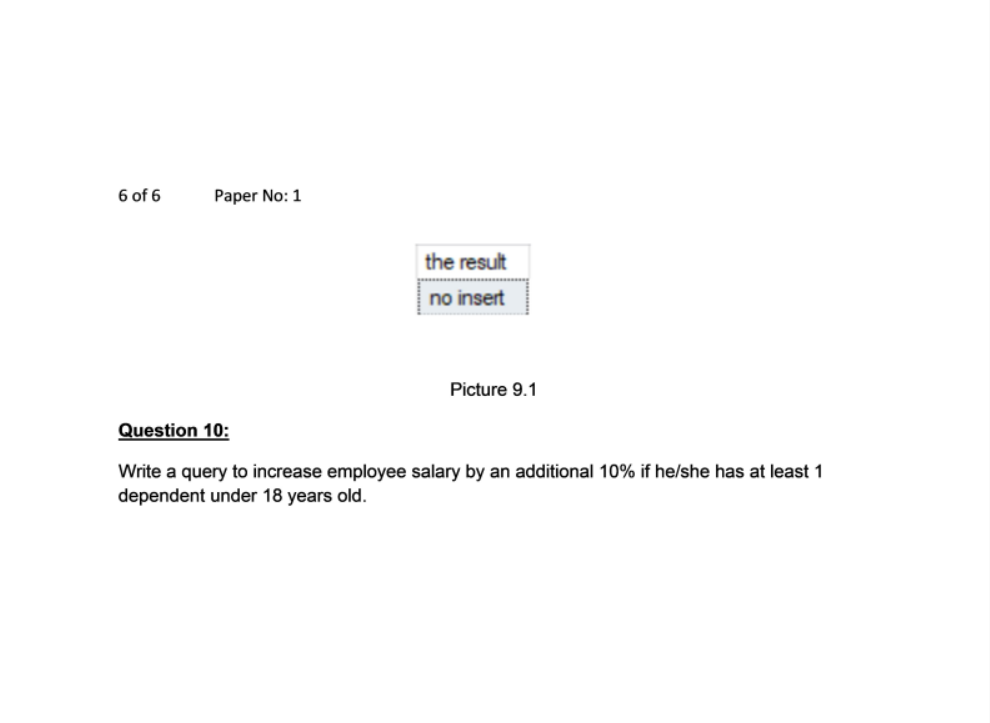 6 of 6 Paper No: 1
the result
no insert
Picture 9.1
Question 10:
Write a query to increase employee salary by an additional 10% if he/she has at least 1
dependent under 18 years old.